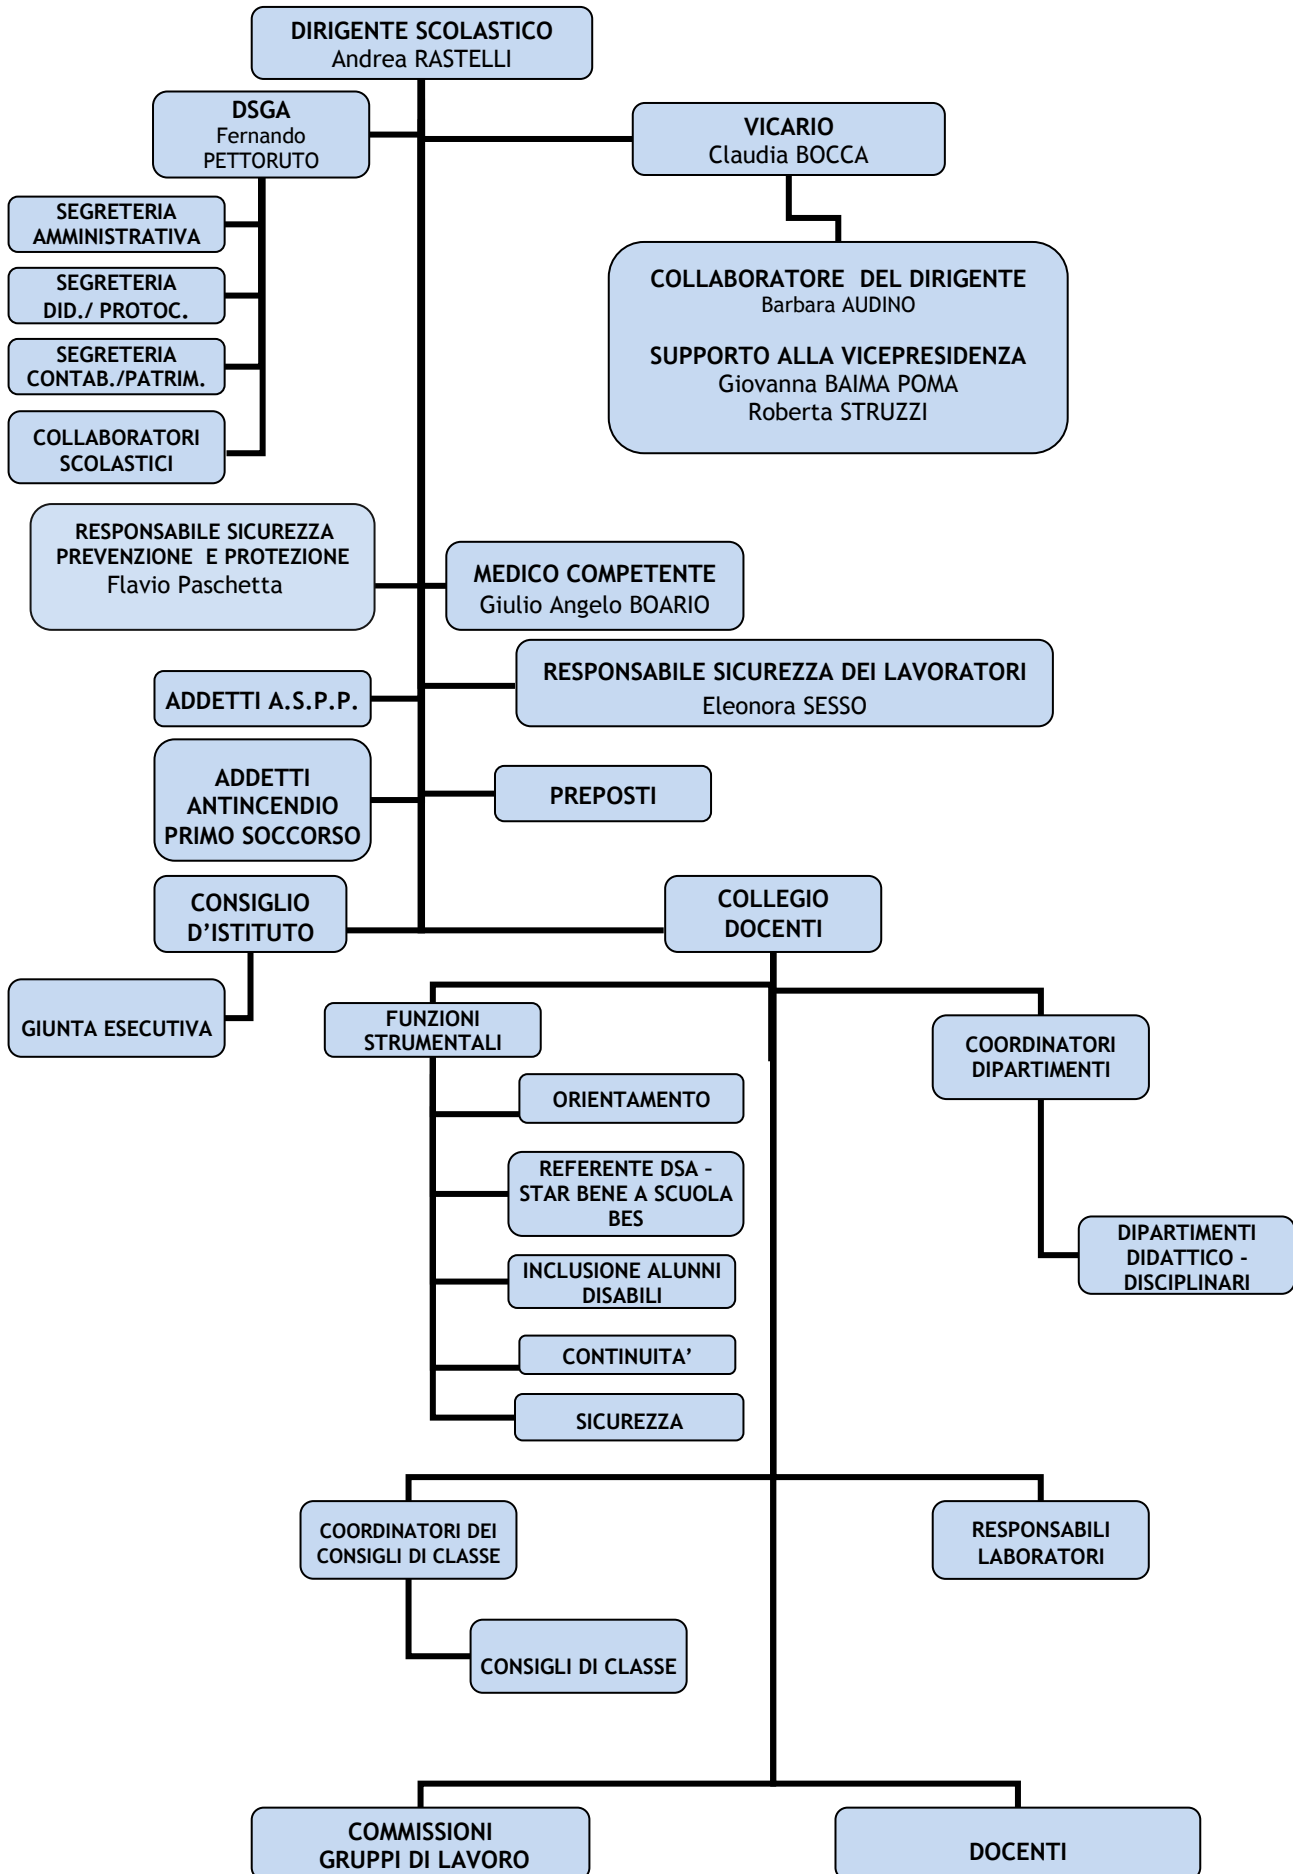 DIRIGENTE SCOLASTICO
Andrea RASTELLI
DSGA
Fernando
PETTORUTO
VICARIO
Claudia BOCCA
SEGRETERIA
AMMINISTRATIVA
SEGRETERIA
DID./ PROTOC.
SEGRETERIA
CONTAB./PATRIM.
COLLABORATORI
SCOLASTICI
COLLABORATORE DEL DIRIGENTE
Barbara AUDINO
SUPPORTO ALLA VICEPRESIDENZA
Giovanna BAIMA POMA
Roberta STRUZZI
RESPONSABILE SICUREZZA
PREVENZIONE E PROTEZIONE
Flavio Paschetta
MEDICO COMPETENTE
Giulio Angelo BOARIO
RESPONSABILE SICUREZZA DEI LAVORATORI
Eleonora SESSO
ADDETTI A.S.P.P.
ADDETTI
ANTINCENDIO
PRIMO SOCCORSO
PREPOSTI
CONSIGLIO
D’ISTITUTO
COLLEGIO
DOCENTI
GIUNTA ESECUTIVA
FUNZIONI
STRUMENTALI
COORDINATORI
DIPARTIMENTI
ORIENTAMENTO
REFERENTE DSA –
STAR BENE A SCUOLA
BES
INCLUSIONE ALUNNI
DISABILI
CONTINUITA’
SICUREZZA
DIPARTIMENTI
DIDATTICO -
DISCIPLINARI
COORDINATORI DEI
CONSIGLI DI CLASSE
RESPONSABILI
LABORATORI
CONSIGLI DI CLASSE
COMMISSIONI
GRUPPI DI LAVORO
DOCENTI